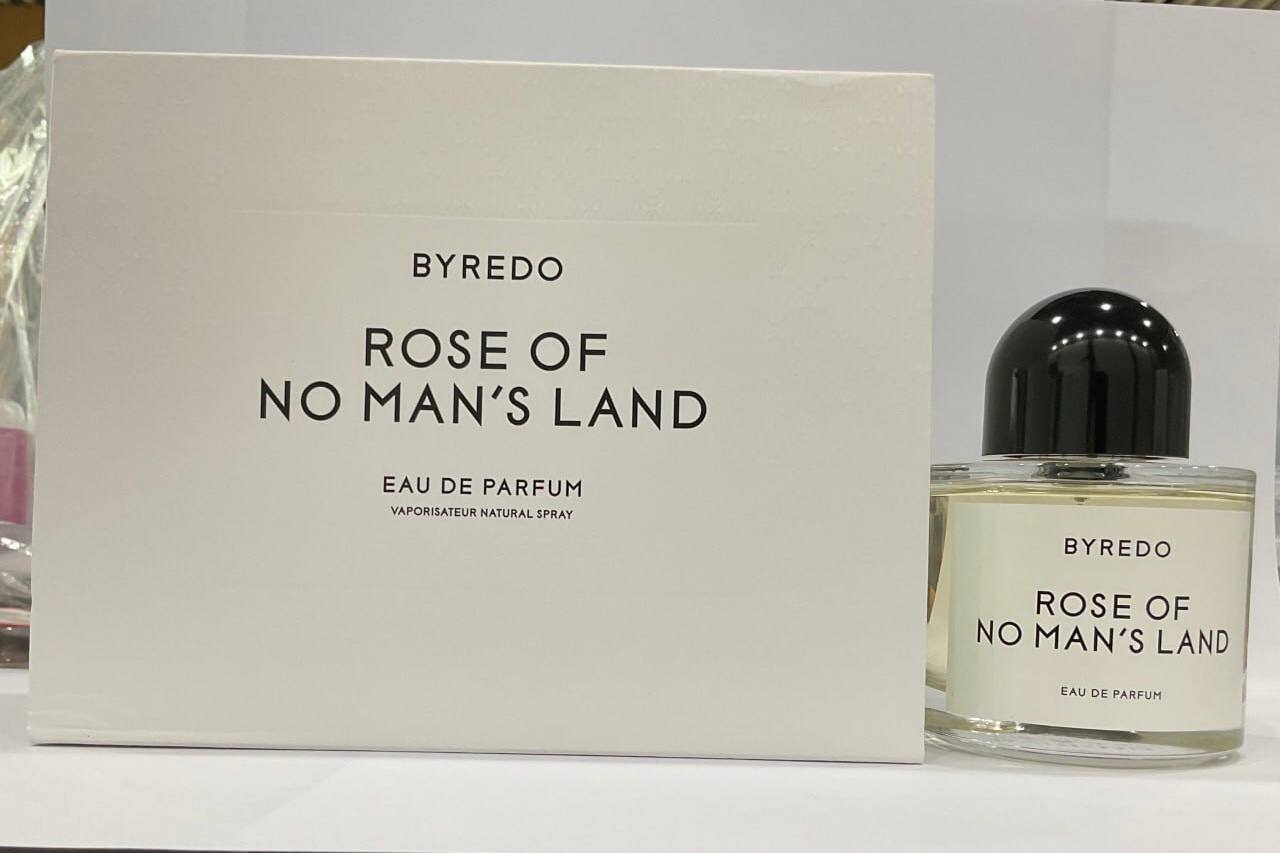 BYREDO
ROSE OF
NO MAN'S LAND
EAU DE PARFUM
VAPORISATEUR NATURAL SPRAY
BYREDO
ROSE OF
NO MAN'S LAND
EAU DE PARFUM